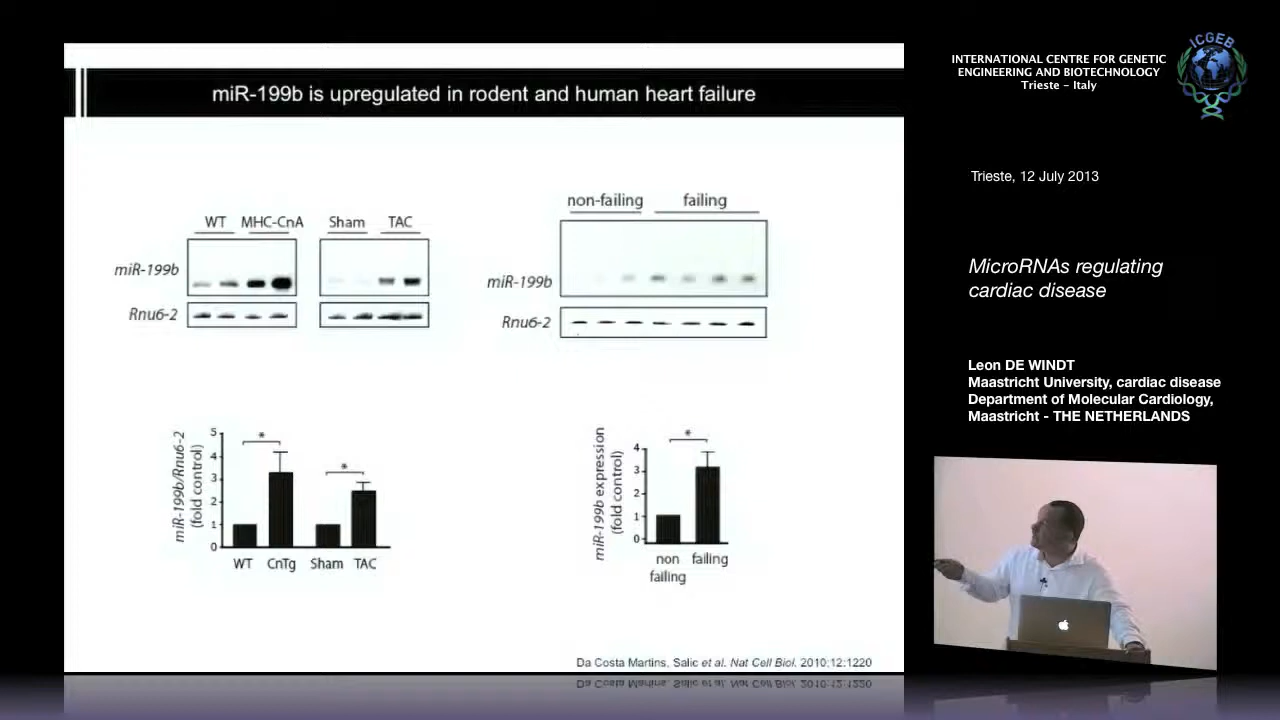 miR-199b is upregulated in rodent and human heart failure
WT MHC-CnA Sham TAC
miR-199b
Rnu6-2
non-failing failing
miR-199b
Rnu6-2
miR-199b/Rnu6-2
(fold control)
5
4
3
2
1
0
* *
WT CnTg Sham TAC
miR-199b expression
(fold control)
4
3
2
1
0
*
non failing
failing
Da Costa Martins, Salic et al. Nat Cell Biol. 2010;12:1220
INTERNATIONAL CENTRE FOR GENETIC
ENGINEERING AND BIOTECHNOLOGY
Trieste - Italy
ICGEB
Trieste, 12 July 2013
MicroRNAs regulating
cardiac disease
Leon DE WINDT
Maastricht University, cardiac disease
Department of Molecular Cardiology,
Maastricht - THE NETHERLANDS